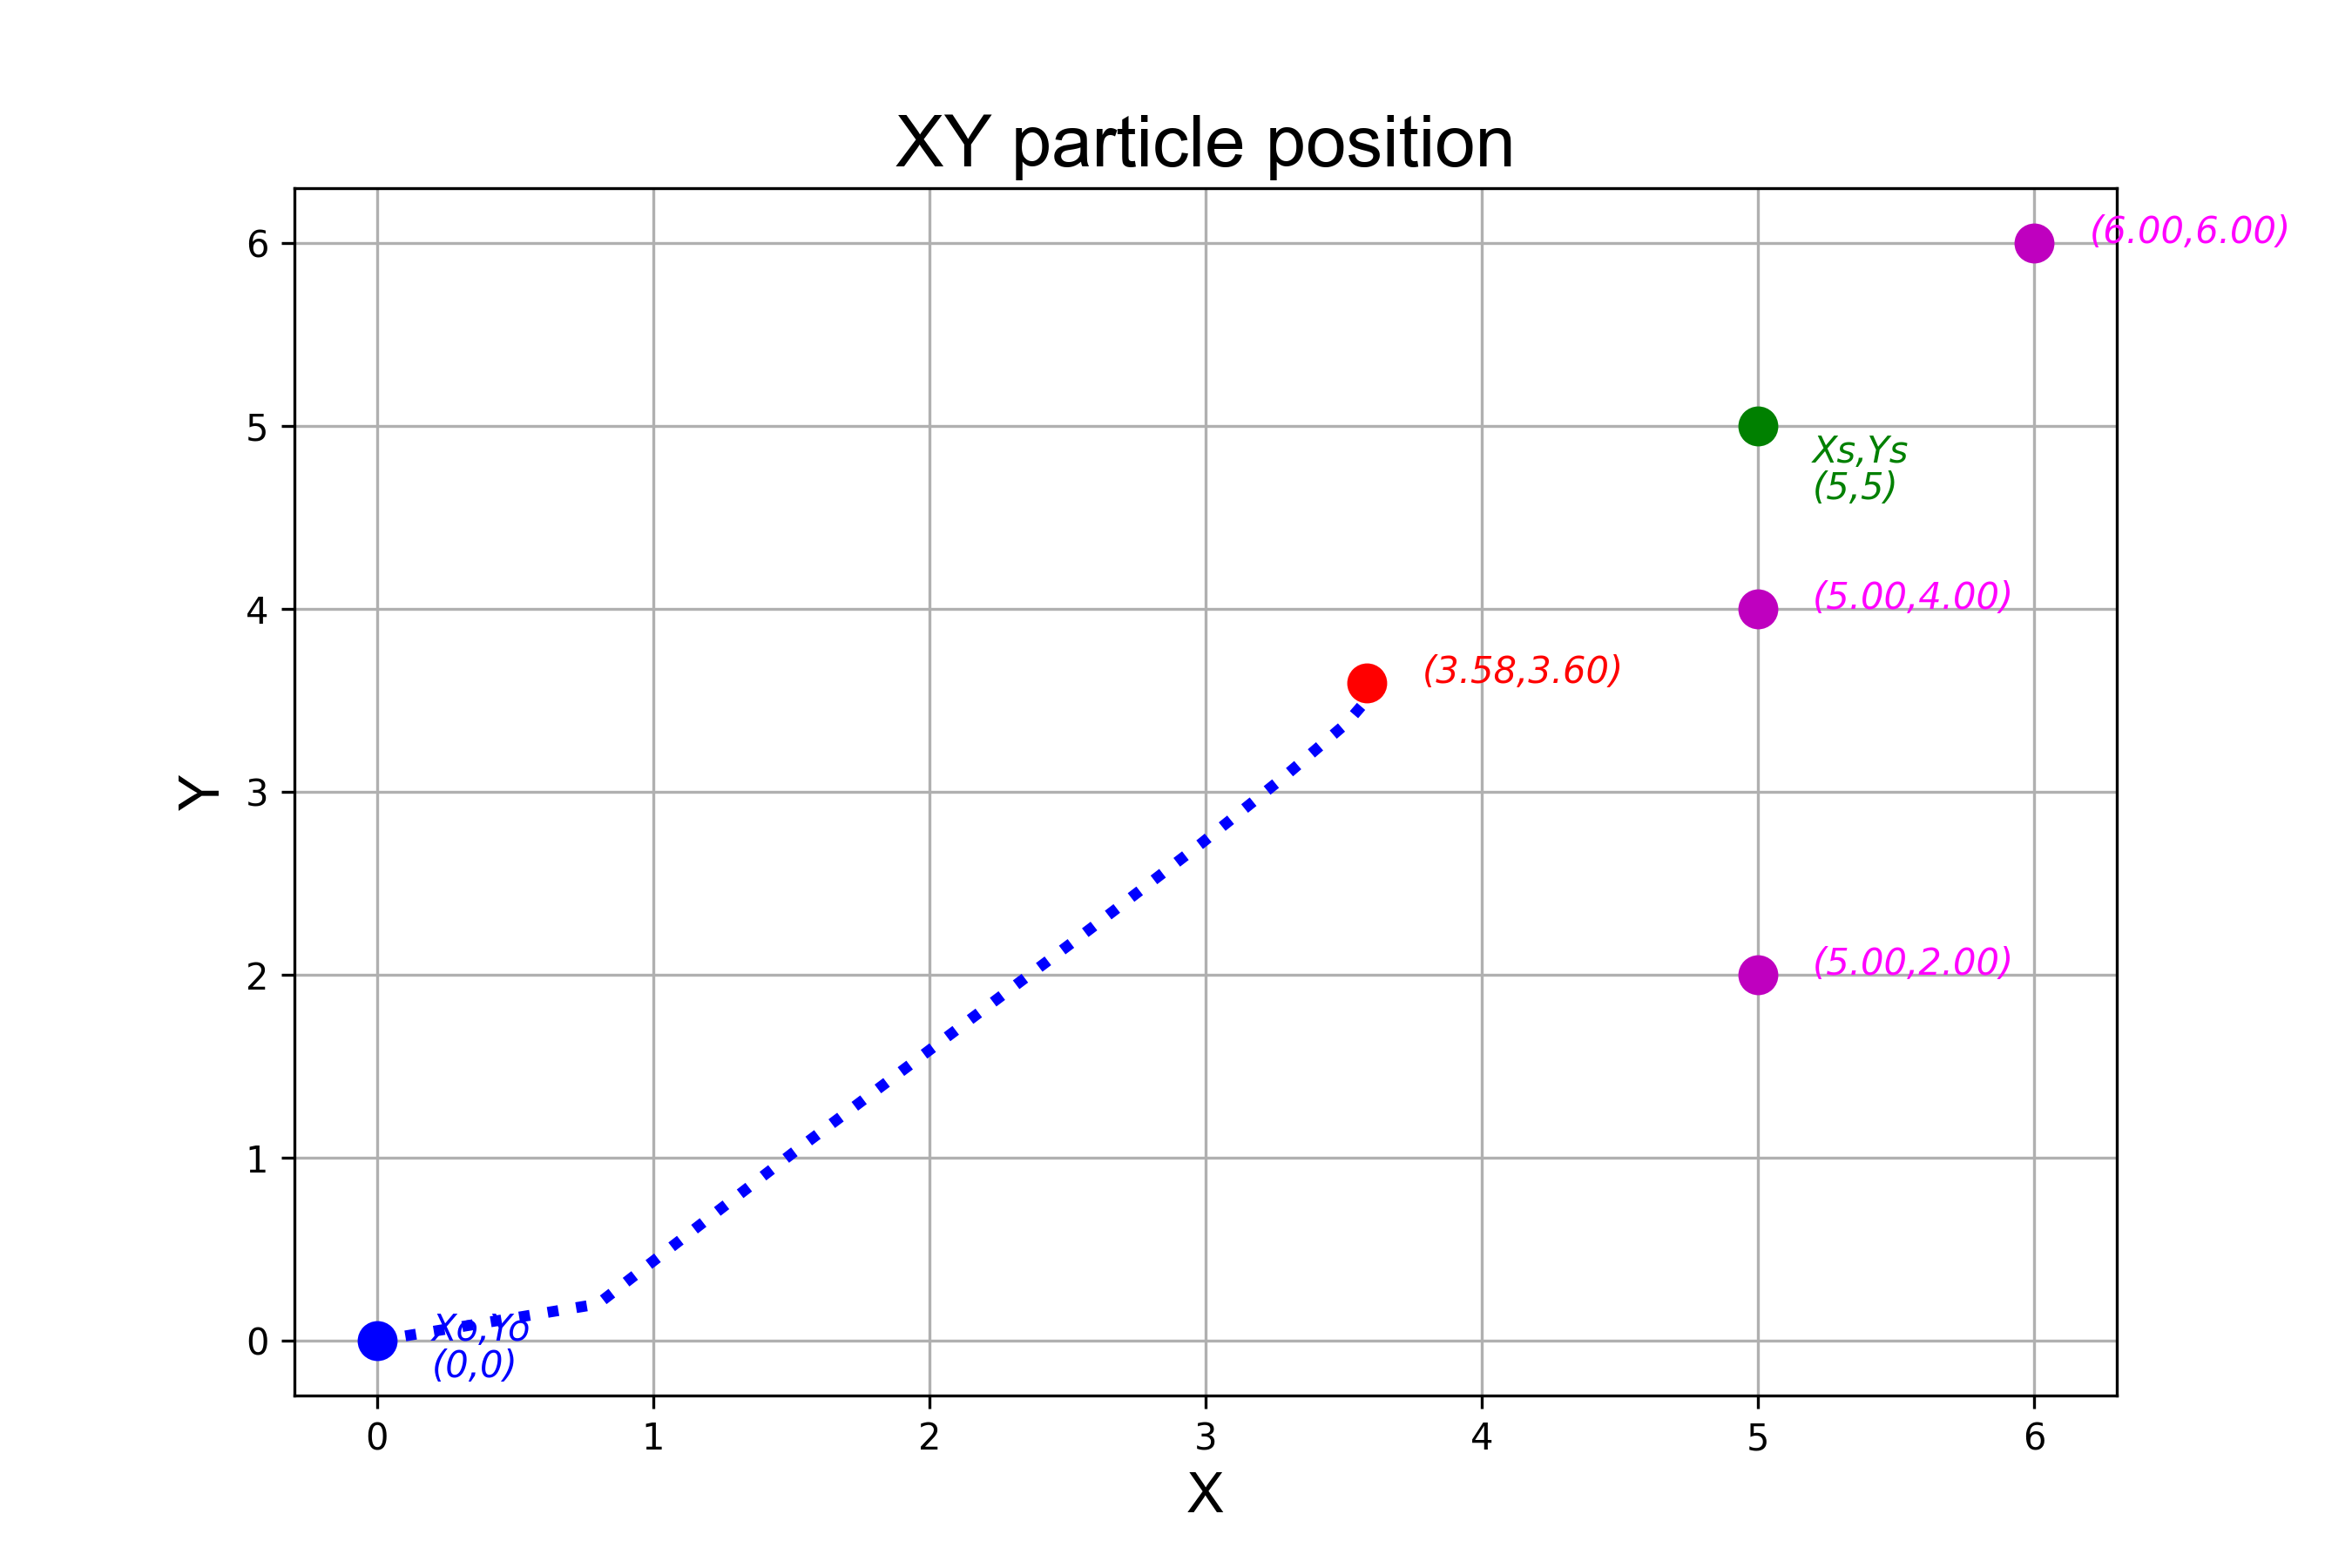 XY particle position
6
(6.00,6.00)
5
Xs,Ys
(5,5)
4
(5.00,4.00)
(3.58,3.60)
Y
3
2
(5.00,2.00)
1
0
Xo,Yo
(0,0)
0 1 2 3 4 5 6
X